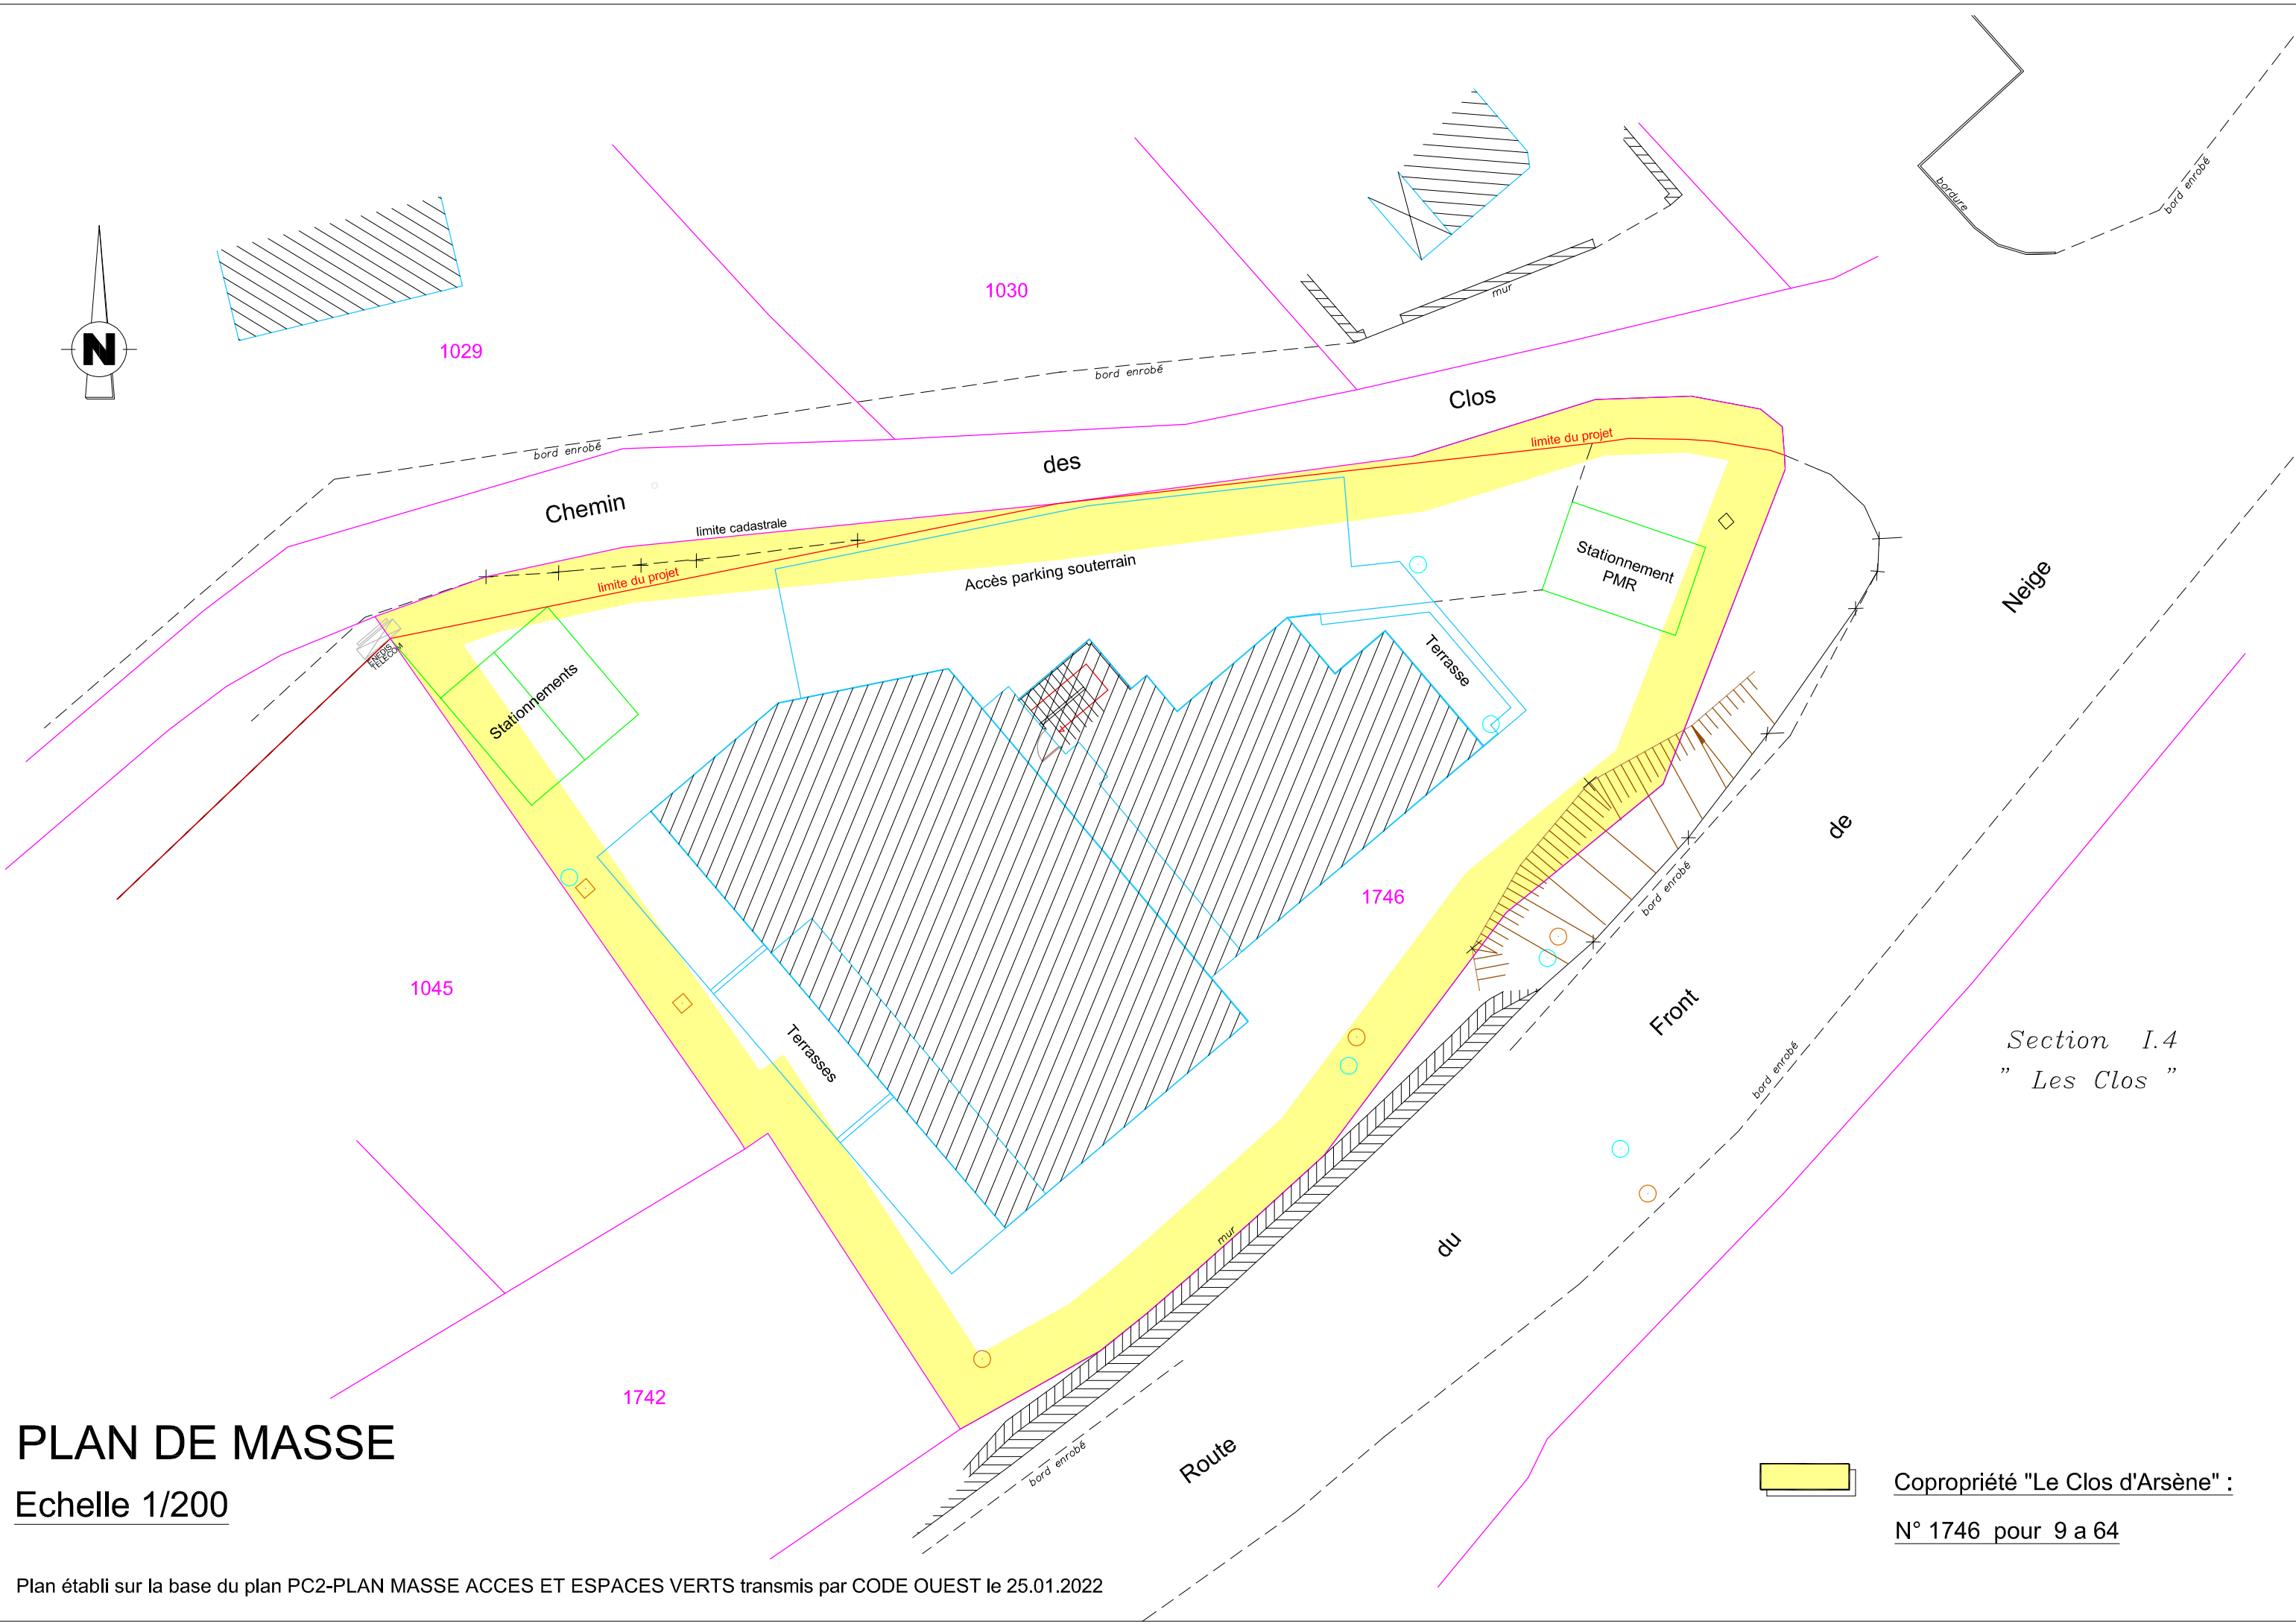 bordure
bord enrobé
N
1029
1030
mur
bord enrobé
bord enrobé
Chemin
des
Clos
limite cadastrale
limite du projet
limite du projet
ENEDIS
TELECOM
Stationnements
Accès parking souterrain
Stationnement
PMR
Terrasse
Neige
de
Front
du
Route
1746
1045
Terrasses
bord enrobé
bord enrobé
mur
bord enrobé
Section I.4
" Les Clos "
1742
PLAN DE MASSE
Echelle 1/200
Copropriété "Le Clos d'Arsène" :
N° 1746 pour 9 a 64
Plan établi sur la base du plan PC2-PLAN MASSE ACCES ET ESPACES VERTS transmis par CODE OUEST le 25.01.2022